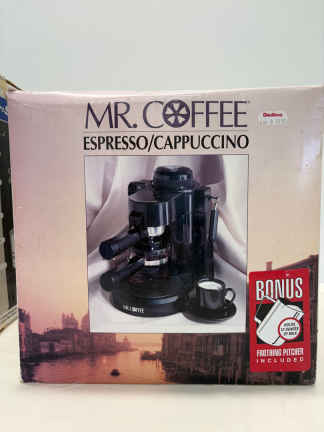 MR. COFFEE
ESPRESSO/CAPPUCCINO
MR. COFFEE
BONUS
FROTHING PITCHER
INCLUDED